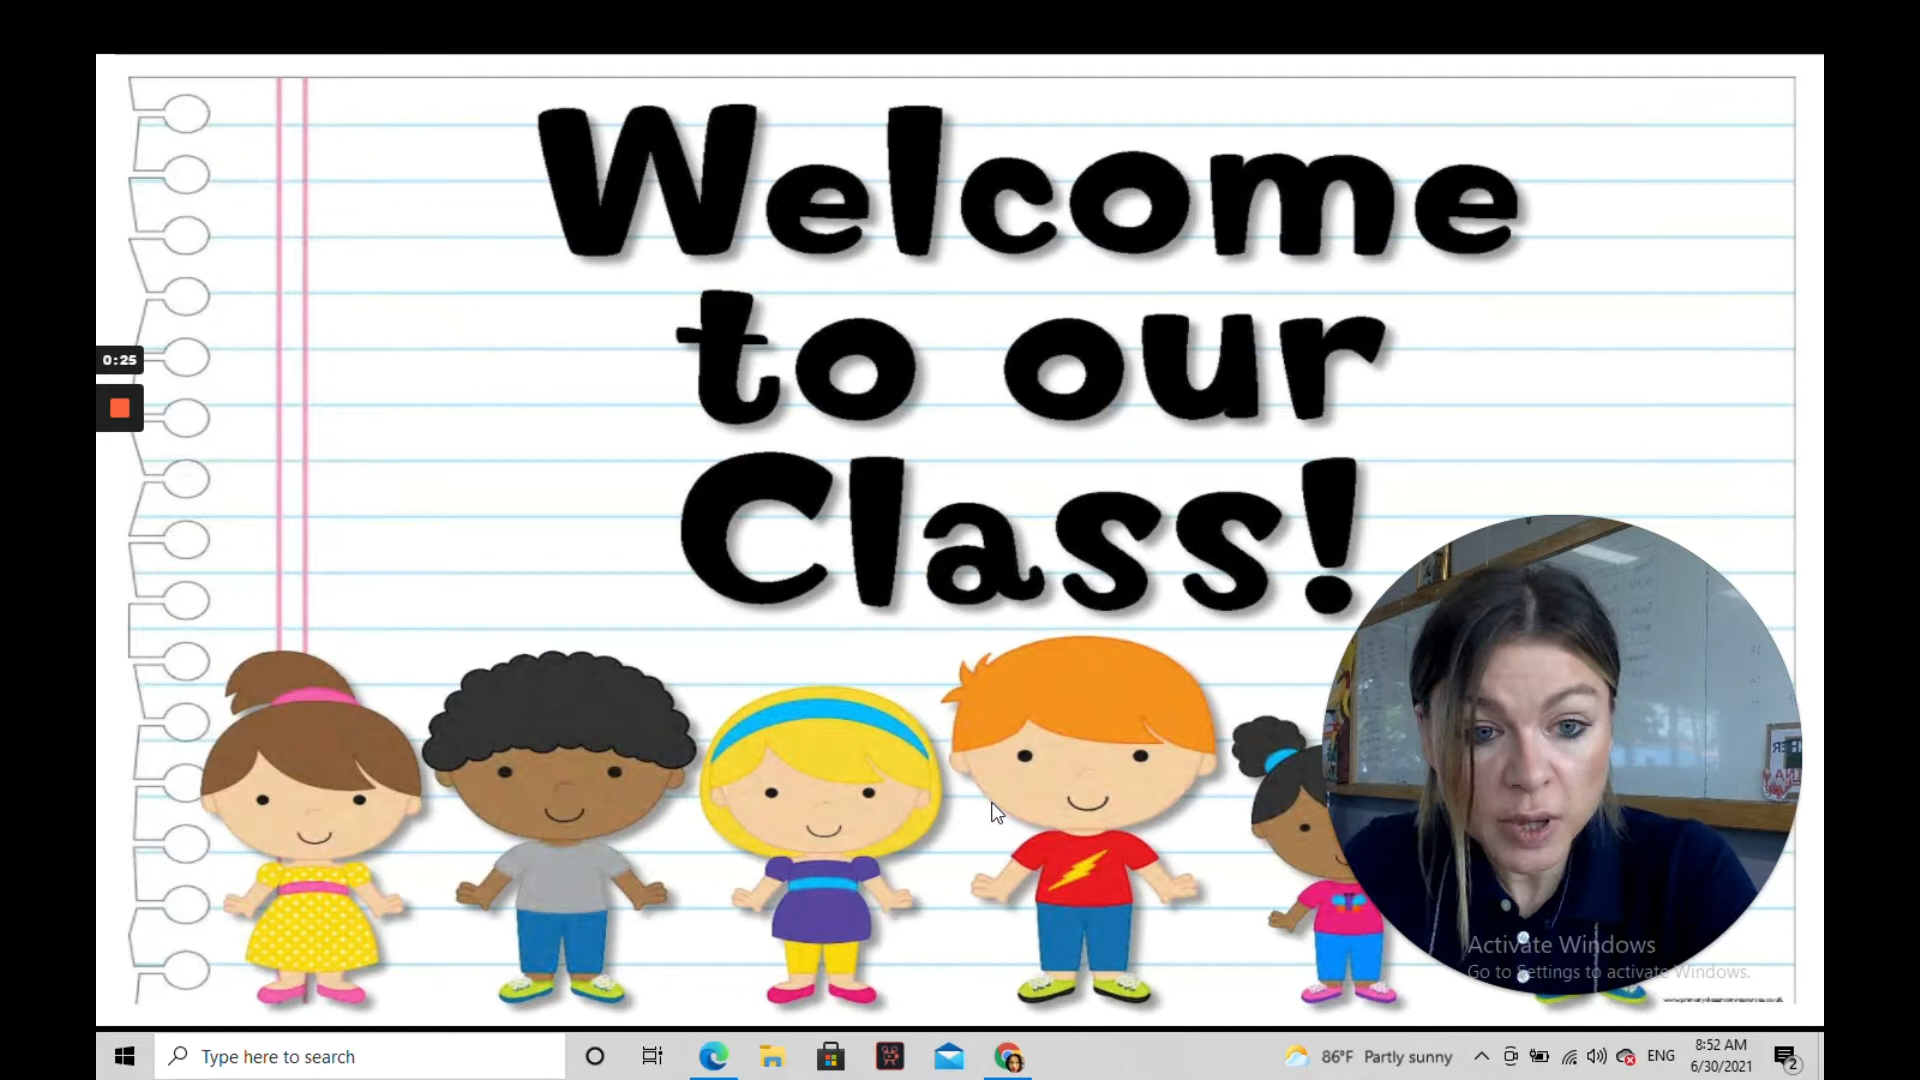 Welcome
to our
Class!
0:25
Activate Windows
Go to Settings to activate Windows.
Type here to search
86°F Partly sunny
ENG
8:52 AM
6/30/2021
2